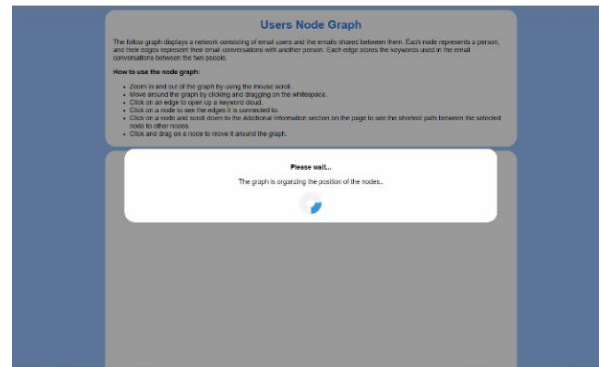 Users Node Graph
The follow graph displays a network consisting of email users and the emails shared between them. Each node represents a person,
and their edges represent their email conversations with another person. Each edge stores the keywords used in the email
conversations between the two people.
How to use the node graph:
• Zoom in and out of the graph by using the mouse scroll.
• Move around the graph by clicking and dragging on the whitespace.
• Click on an edge to open up a keyword cloud.
• Click on a node to see the edges it is connected to.
• Click on a node and scroll down to the Additional Information section on the page to see the shortest path between the selected
node to other nodes.
• Click and drag on a node to move it around the graph.
Please wait...
The graph is organizing the position of the nodes..